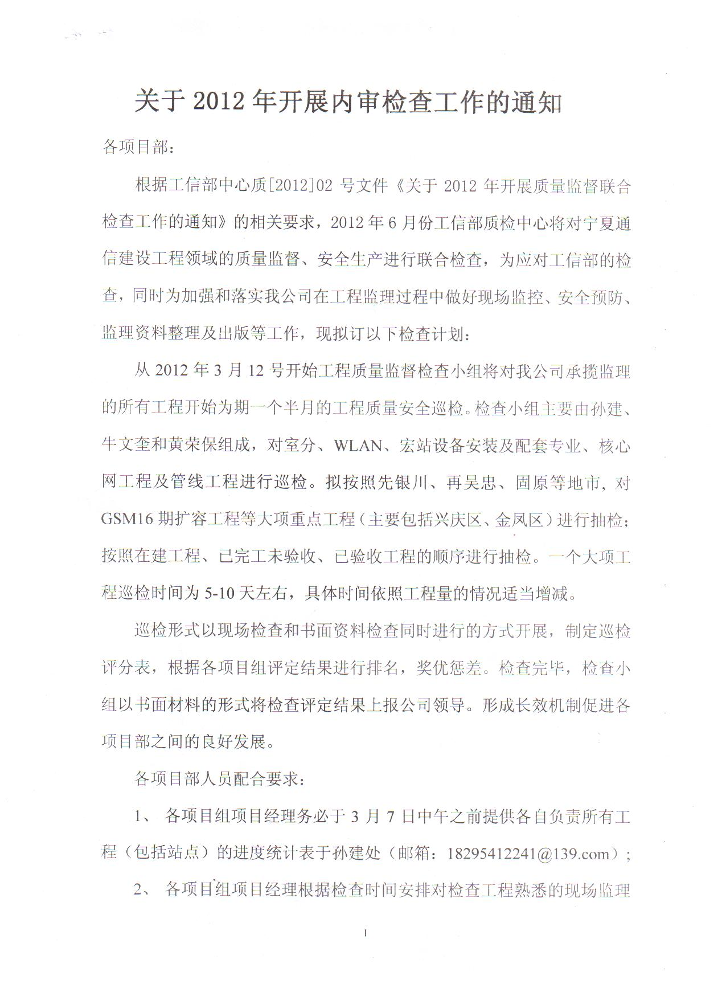 关于 2012 年开展内审检查工作的通知
各项目部：
根据工信部中心质[2012]02 号文件《关于 2012 年开展质量监督联合
检查工作的通知》的相关要求，2012 年 6 月份工信部质检中心将对宁夏通
信建设工程领域的质量监督、安全生产进行联合检查，为应对工信部的检
查，同时为加强和落实我公司在工程监理过程中做好现场监控、安全预防、
监理资料整理及出版等工作，现拟订以下检查计划：
从 2012 年 3 月 12 号开始工程质量监督检查小组将对我公司承揽监理
的所有工程开始为期一个半月的工程质量安全巡检。检查小组主要由孙建、
牛文奎和黄荣保组成，对室分、WLAN、宏站设备安装及配套专业、核心
网工程及管线工程进行巡检。拟按照先银川、再吴忠、固原等地市, 对
GSM16 期扩容工程等大项重点工程（主要包括兴庆区、金凤区）进行抽检；
按照在建工程、已完工未验收、已验收工程的顺序进行抽检。一个大项工
程巡检时间为 5-10 天左右，具体时间依照工程量的情况适当增减。
巡检形式以现场检查和书面资料检查同时进行的方式开展，制定巡检
评分表，根据各项目组评定结果进行排名，奖优惩差。检查完毕，检查小
组以书面材料的形式将检查评定结果上报公司领导。形成长效机制促进各
项目部之间的良好发展。
各项目部人员配合要求：
1、 各项目组项目经理务必于 3 月 7 日中午之前提供各自负责所有工
程（包括站点）的进度统计表于孙建处（邮箱：18295412241@139.com）;
2、 各项目组项目经理根据检查时间安排对检查工程熟悉的现场监理
1